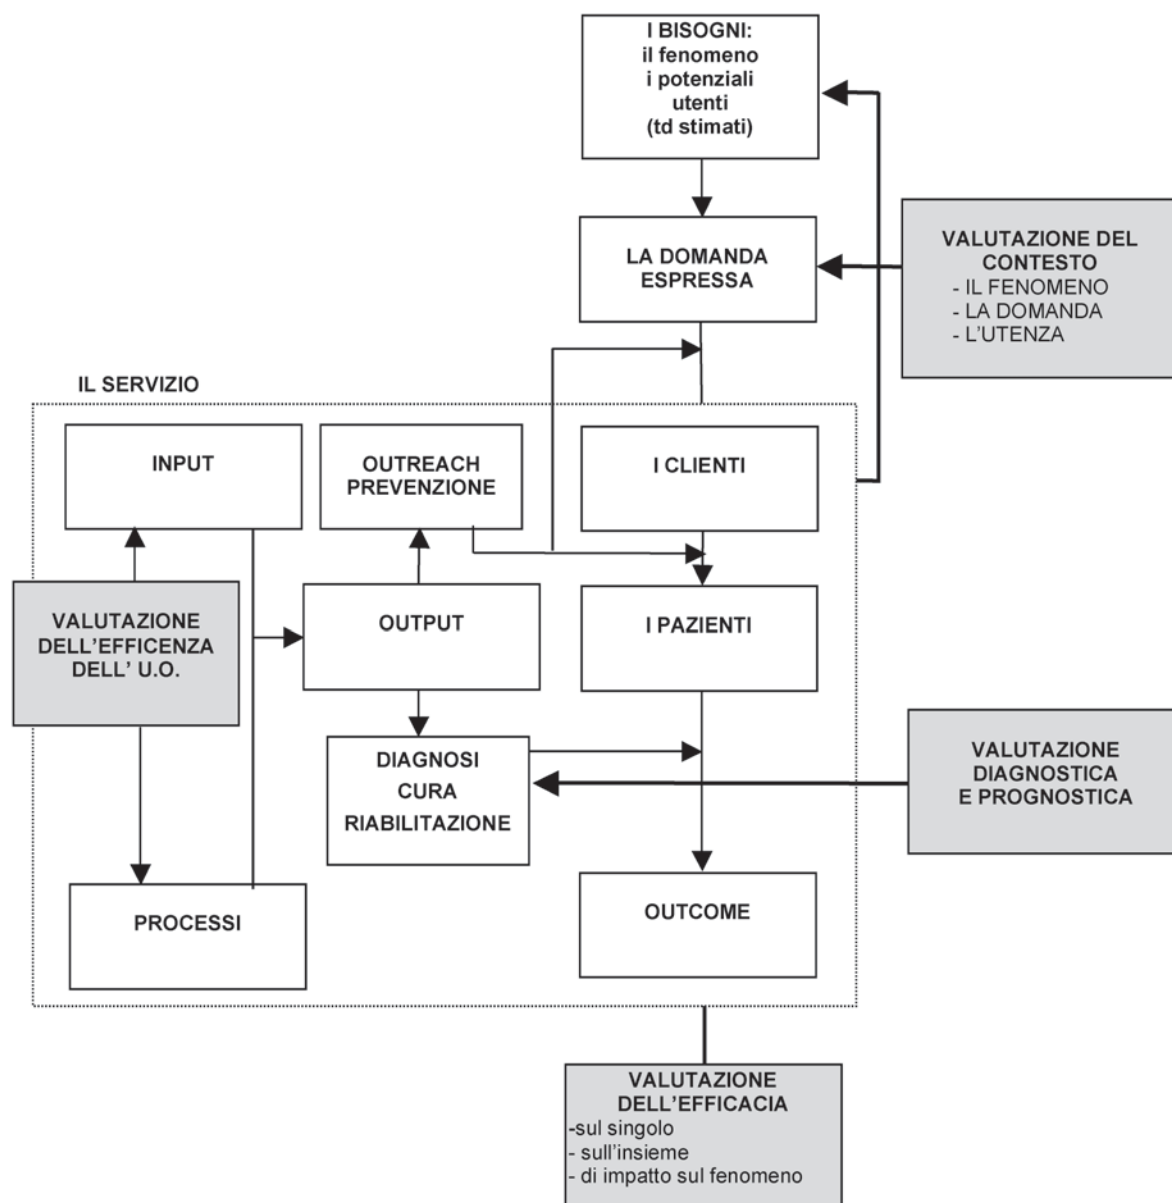 I BISOGNI:
il fenomeno
i potenziali
utenti
(td stimati)
LA DOMANDA
ESPRESSA
VALUTAZIONE DEL
CONTESTO
- IL FENOMENO
- LA DOMANDA
- L'UTENZA
IL SERVIZIO
INPUT
OUTREACH
PREVENZIONE
I CLIENTI
VALUTAZIONE
DELL'EFFICENZA
DELL' U.O.
OUTPUT
I PAZIENTI
DIAGNOSI
CURA
RIABILITAZIONE
VALUTAZIONE
DIAGNOSTICA
E PROGNOSTICA
PROCESSI
OUTCOME
VALUTAZIONE
DELL'EFFICACIA
-sul singolo
- sull'insieme
- di impatto sul fenomeno